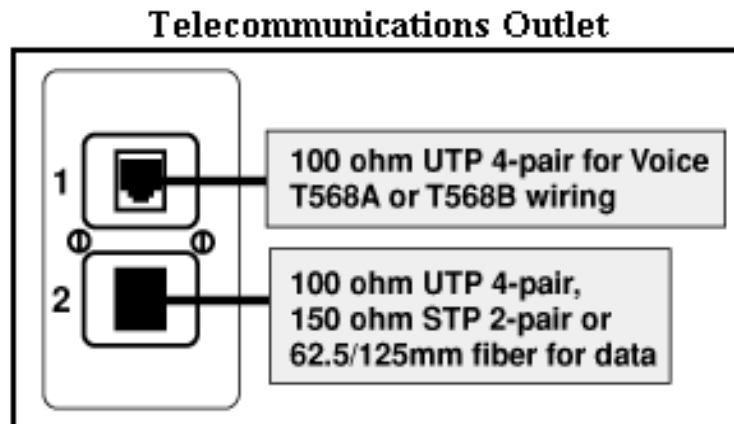 Telecommunications Outlet
1
100 ohm UTP 4-pair for Voice
T568A or T568B wiring
2
100 ohm UTP 4-pair,
150 ohm STP 2-pair or
62.5/125mm fiber for data